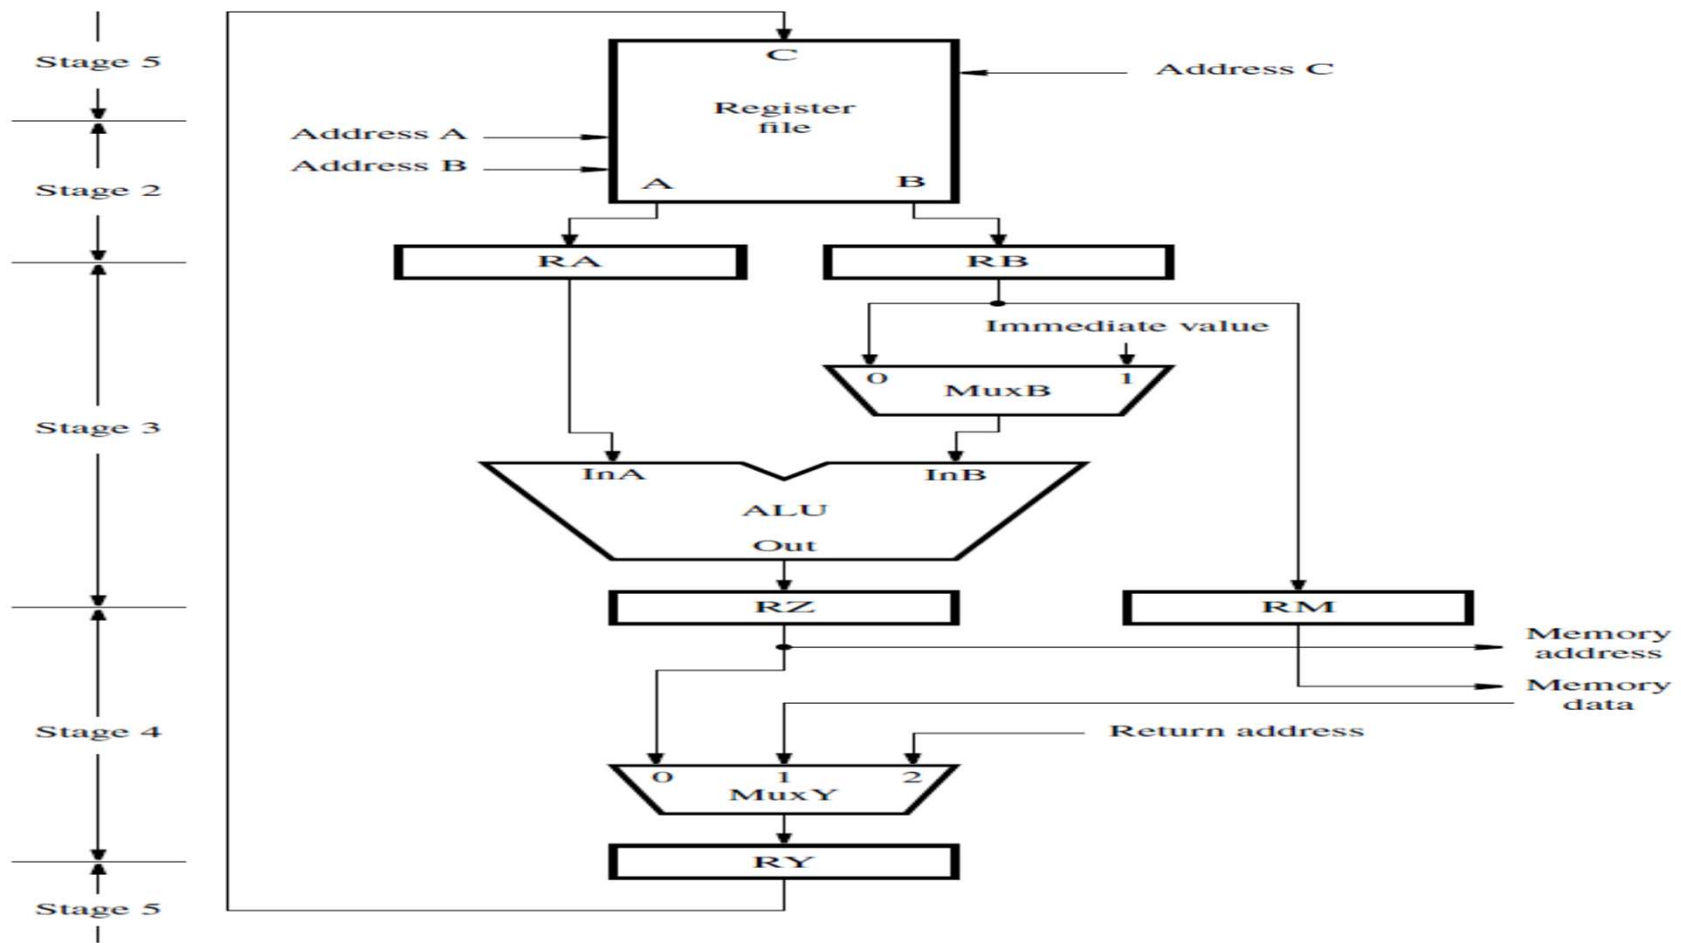 Stage 5
C
Address C
Register
file
Address A
Address B
Stage 2
A
B
RA
RB
Immediate value
0
1
MuxB
Stage 3
InA
InB
ALU
Out
RZ
RM
Memory
address
Memory
data
Stage 4
Return address
0
1
2
MuxY
RY
Stage 5